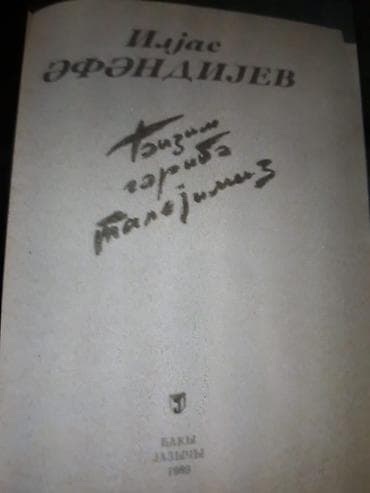 Илјас
ӘФӘНДИЈЕВ
Бизим
гәрибә
талејимиз
БАКЫ
ЈАЗЫЧЫ
1989